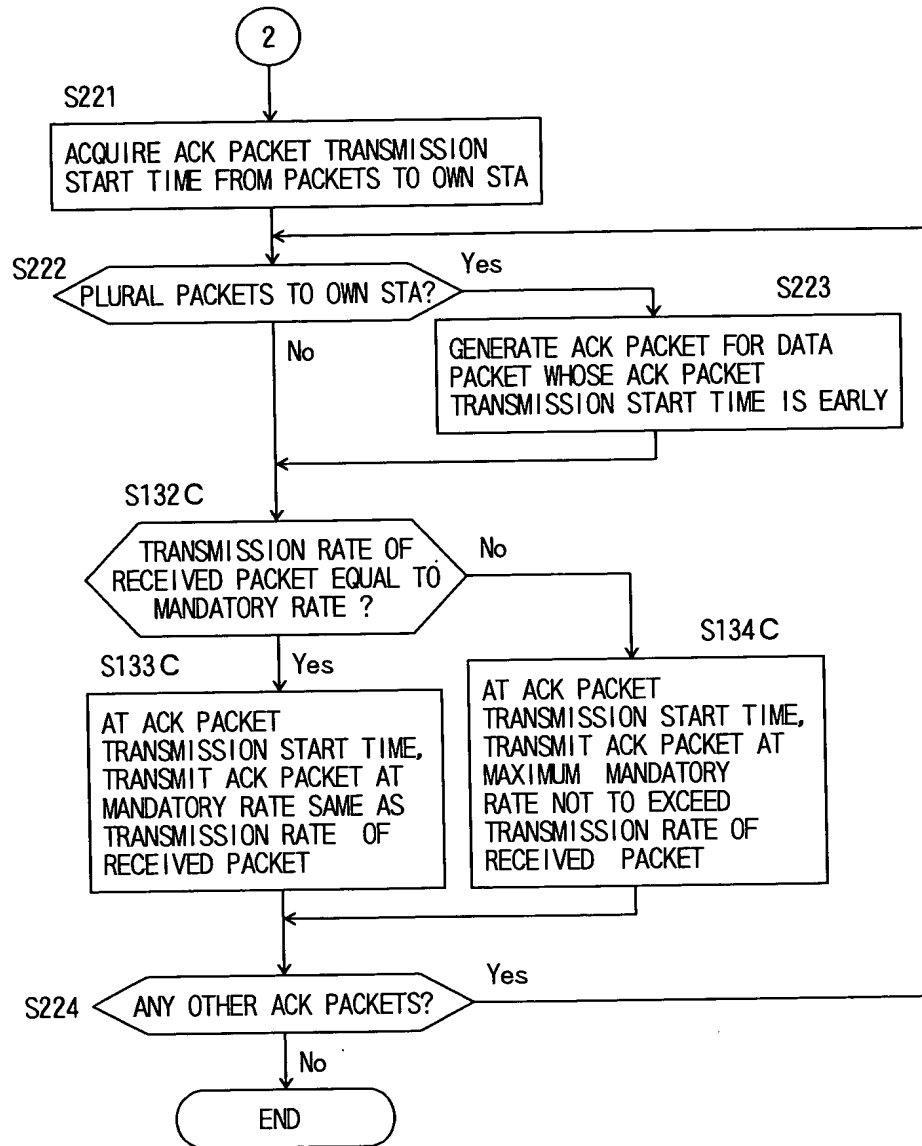 2
S221
ACQUIRE ACK PACKET TRANSMISSION
START TIME FROM PACKETS TO OWN STA
S222
PLURAL PACKETS TO OWN STA?
Yes
No
S223
GENERATE ACK PACKET FOR DATA
PACKET WHOSE ACK PACKET
TRANSMISSION START TIME IS EARLY
S132C
TRANSMISSION RATE OF
RECEIVED PACKET EQUAL TO
MANDATORY RATE ?
No
Yes
S133C
AT ACK PACKET
TRANSMISSION START TIME,
TRANSMIT ACK PACKET AT
MANDATORY RATE SAME AS
TRANSMISSION RATE OF
RECEIVED PACKET
S134C
AT ACK PACKET
TRANSMISSION START TIME,
TRANSMIT ACK PACKET AT
MAXIMUM MANDATORY
RATE NOT TO EXCEED
TRANSMISSION RATE OF
RECEIVED PACKET
S224
ANY OTHER ACK PACKETS?
Yes
No
END